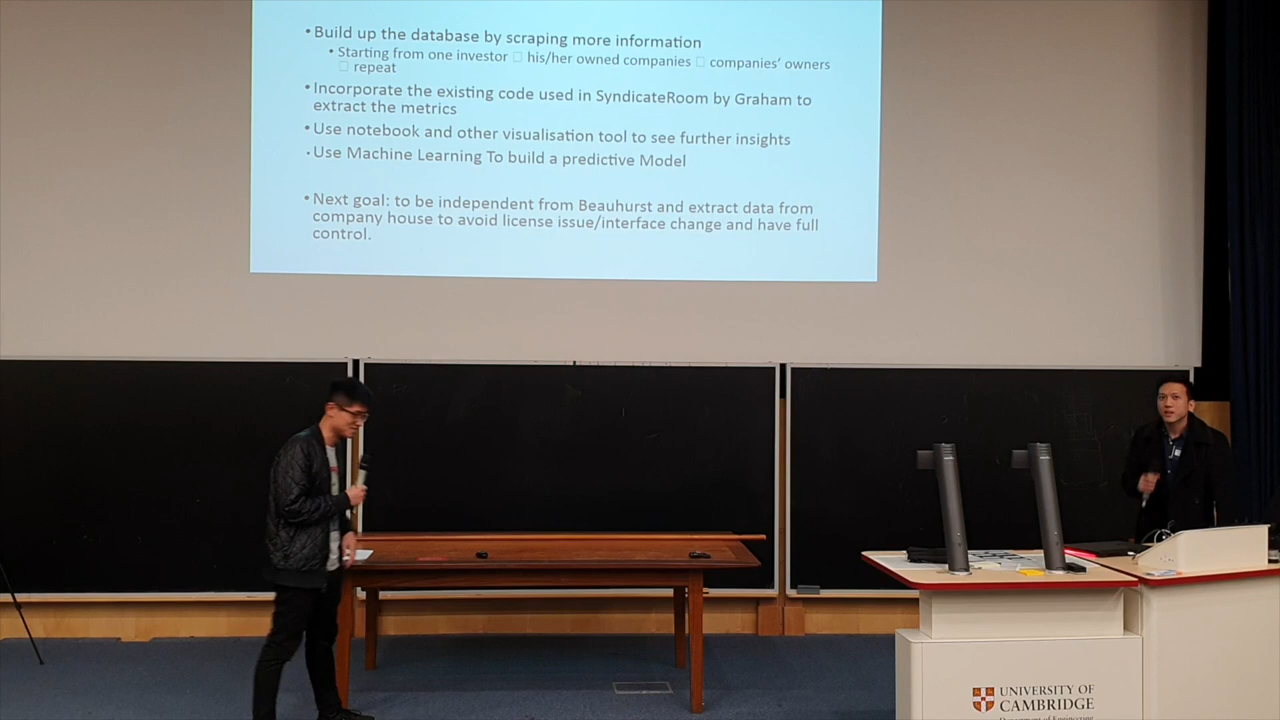 • Build up the database by scraping more information
• Starting from one investor □ his/her owned companies □ companies' owners
□ repeat
• Incorporate the existing code used in SyndicateRoom by Graham to
extract the metrics
• Use notebook and other visualisation tool to see further insights
• Use Machine Learning To build a predictive Model
• Next goal: to be independent from Beauhurst and extract data from
company house to avoid license issue/interface change and have full
control.
UNIVERSITY OF
CAMBRIDGE
Department of Engineering